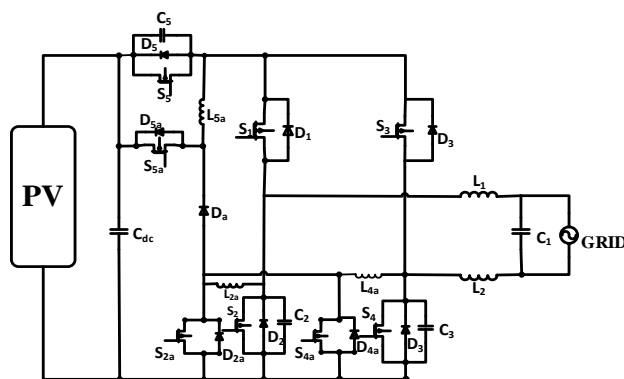 C5
D5
S5
D5a
S5a
L5a
S1
D1
S3
D3
PV
Cdc
Da
L1
C1
GRID
L2
L2a
L4a
S2
C2
D2
S2a
D2a
S4
C3
D3
S4a
D4a